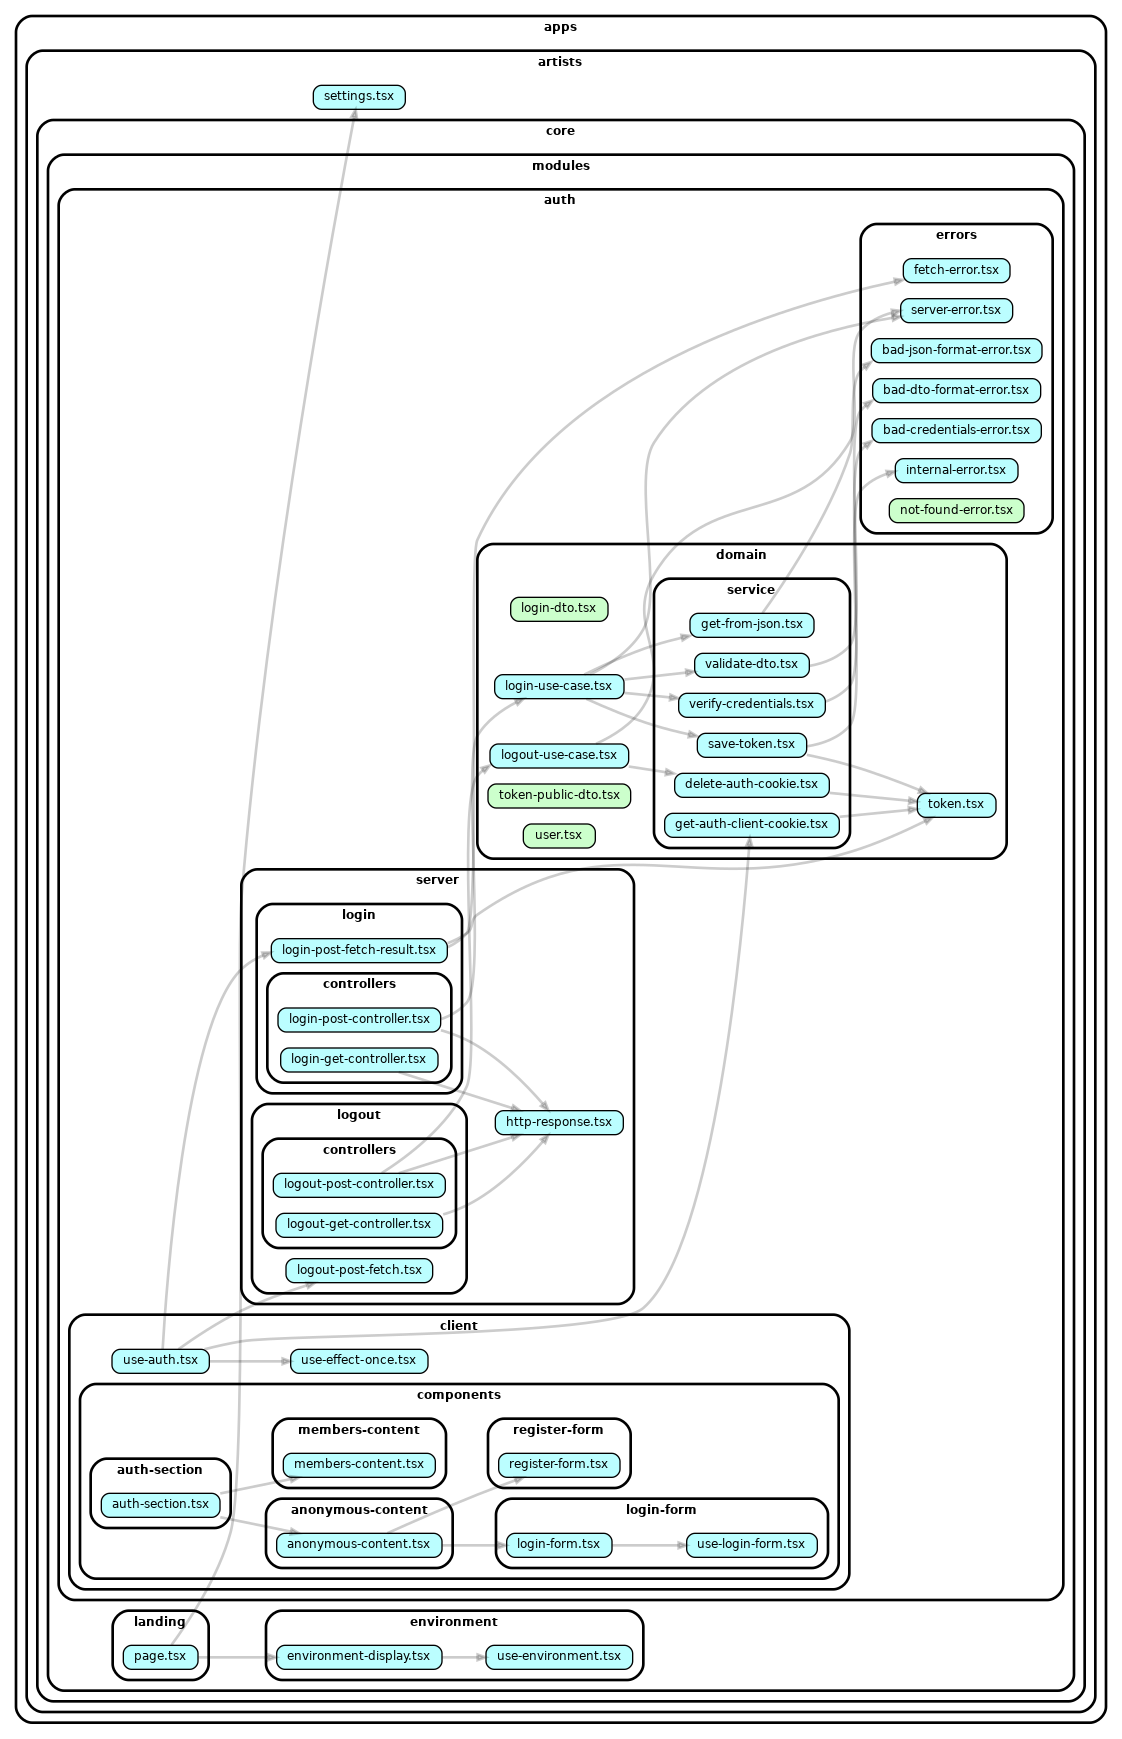 apps
artists
settings.tsx
core
modules
auth
errors
fetch-error.tsx
server-error.tsx
bad-json-format-error.tsx
bad-dto-format-error.tsx
bad-credentials-error.tsx
internal-error.tsx
not-found-error.tsx
domain
service
login-dto.tsx
get-from-json.tsx
validate-dto.tsx
login-use-case.tsx
verify-credentials.tsx
save-token.tsx
logout-use-case.tsx
delete-auth-cookie.tsx
token-public-dto.tsx
token.tsx
get-auth-client-cookie.tsx
user.tsx
server
login
login-post-fetch-result.tsx
controllers
login-post-controller.tsx
login-get-controller.tsx
logout
http-response.tsx
controllers
logout-post-controller.tsx
logout-get-controller.tsx
logout-post-fetch.tsx
client
use-auth.tsx
use-effect-once.tsx
components
members-content
register-form
members-content.tsx
register-form.tsx
auth-section
auth-section.tsx
anonymous-content
login-form
anonymous-content.tsx
login-form.tsx
use-login-form.tsx
landing
environment
page.tsx
environment-display.tsx
use-environment.tsx